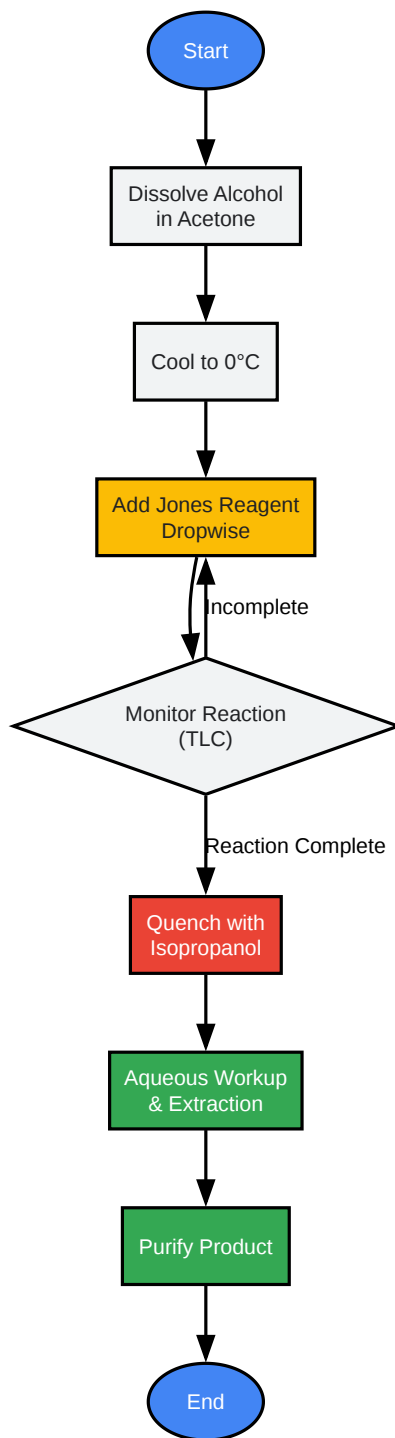 Start
Dissolve Alcohol
in Acetone
Cool to 0°C
Add Jones Reagent
Dropwise
Incomplete
Monitor Reaction
(TLC)
Reaction Complete
Quench with
Isopropanol
Aqueous Workup
& Extraction
Purify Product
End